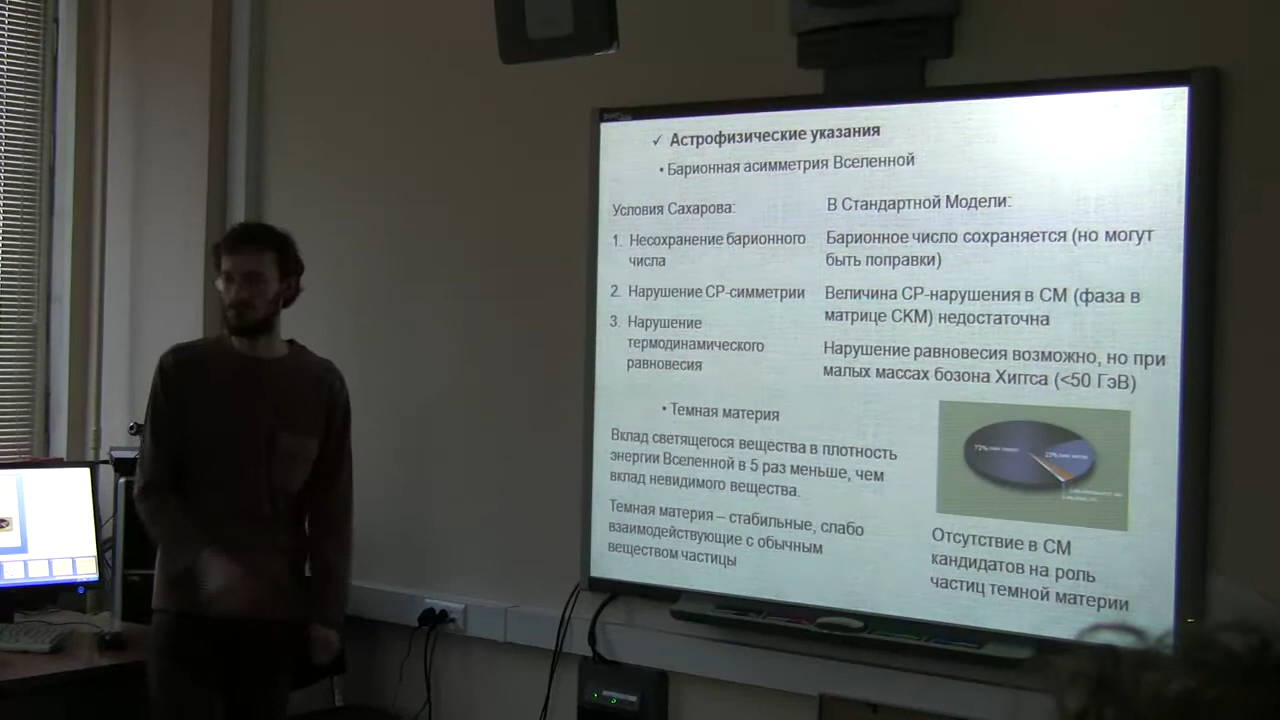 ✓ Астрофизические указания
• Барионная асимметрия Вселенной
Условия Сахарова:
1. Несохранение барионного
числа
2. Нарушение CP-симметрии
3. Нарушение
термодинамического
равновесия
В Стандартной Модели:
Барионное число сохраняется (но могут
быть поправки)
Величина CP-нарушения в СМ (фаза в
матрице СКМ) недостаточна
Нарушение равновесия возможно, но при
малых массах бозона Хиггса (<50 ГэВ)
• Темная материя
Вклад светящегося вещества в плотность
энергии Вселенной в 5 раз меньше, чем
вклад невидимого вещества.
Темная материя – стабильные, слабо
взаимодействующие с обычным
веществом частицы
23%
Отсутствие в СМ
кандидатов на роль
частиц темной материи